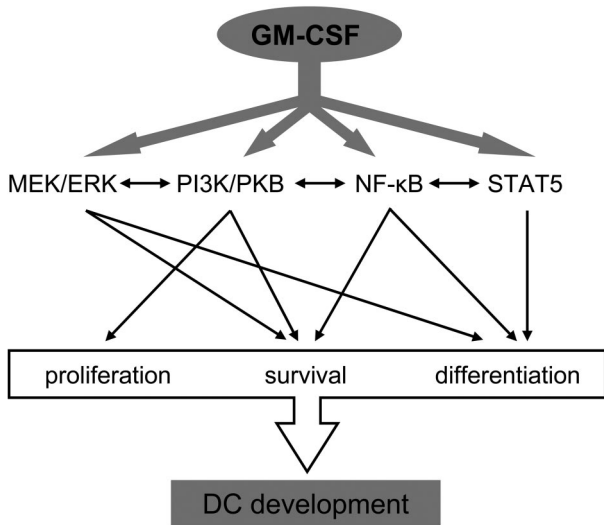 GM-CSF
MEK/ERK PI3K/PKB NF-κB STAT5
proliferation survival differentiation
DC development